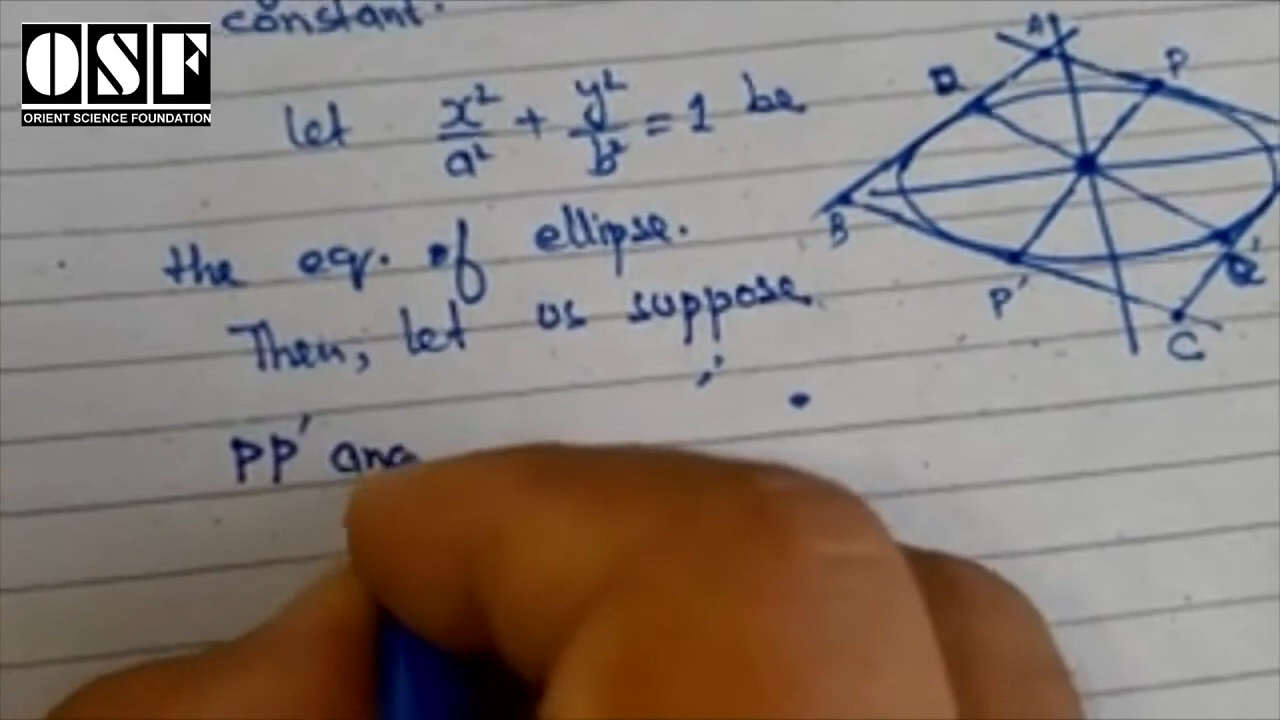 OSF
ORIENT SCIENCE FOUNDATION
constant.
let x²/a² + y²/b² = 1 be
the eq. of ellipse.
Then, let us suppose
PP' and
A
P
Q
B
P'
Q'
C